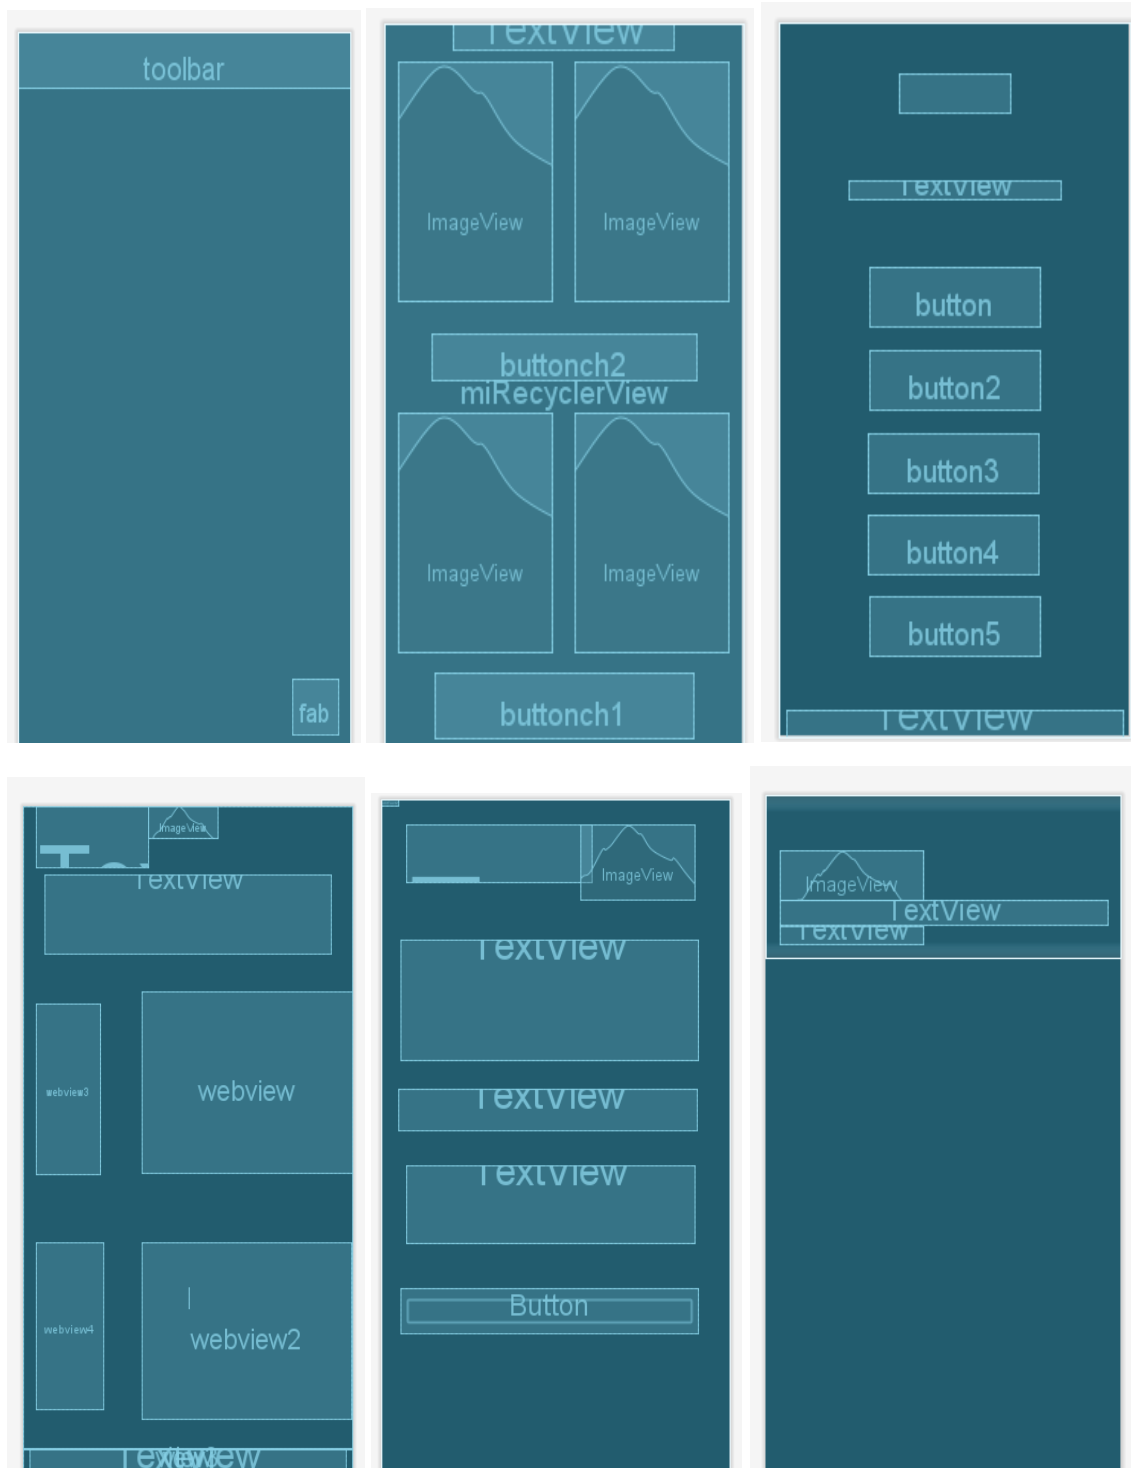 toolbar
fab
TextView
ImageView ImageView
buttonch2
miRecyclerView
ImageView ImageView
buttonch1
TextView
button
button2
button3
button4
button5
TextView
ImageView
TextView
webview3
webview
webview4
webview2
TextView
ImageView
TextView
TextView
TextView
Button
ImageView
TextView
TextView